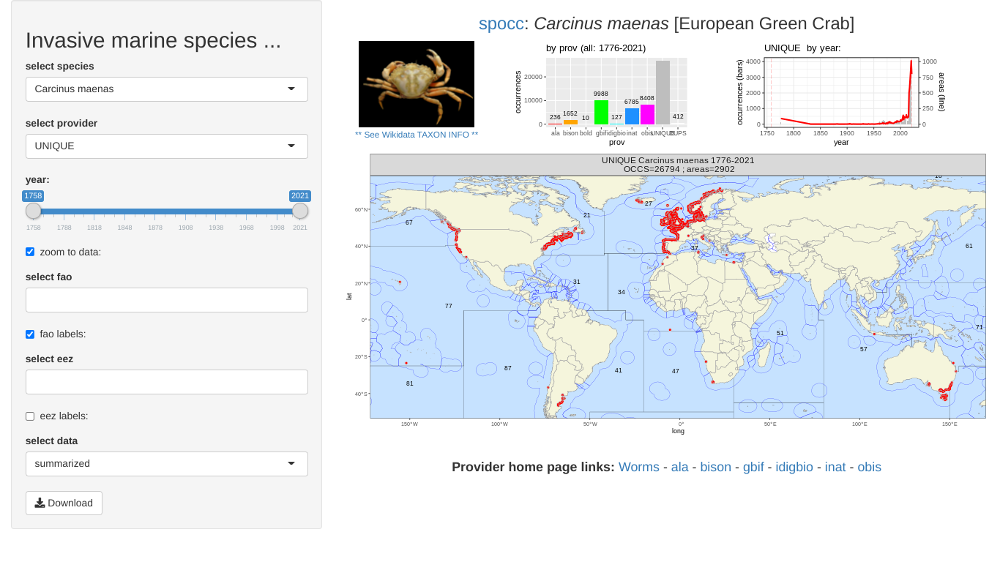 Invasive marine species ...
select species
Carcinus maenas
select provider
UNIQUE
year:
1758 2021
1758 1788 1818 1848 1878 1908 1938 1968 1998 2021
zoom to data:
select fao
fao labels:
select eez
eez labels:
select data
summarized
Download
spocc: Carcinus maenas [European Green Crab]
** See Wikidata TAXON INFO **
by prov (all: 1776-2021)
occurrences
20000
10000
0
236 1652 10 9988 127 6785 8408 412
ala bison bold gbif idigbio inat obis UNIQUE DUPS
prov
UNIQUE by year:
occurrences (bars)
4000
3000
2000
1000
0
1000
750
500
250
0
areas (line)
1750 1800 1850 1900 1950 2000
year
UNIQUE Carcinus maenas 1776-2021
OCCS=26794 ; areas=2902
lat
60°N
40°N
20°N
0°
20°S
40°S
18
27
21
67
61
37
31
34
77
71
51
57
87
41
47
81
150°W 100°W 50°W 0° 50°E 100°E 150°E
long
Provider home page links: Worms - ala - bison - gbif - idigbio - inat - obis